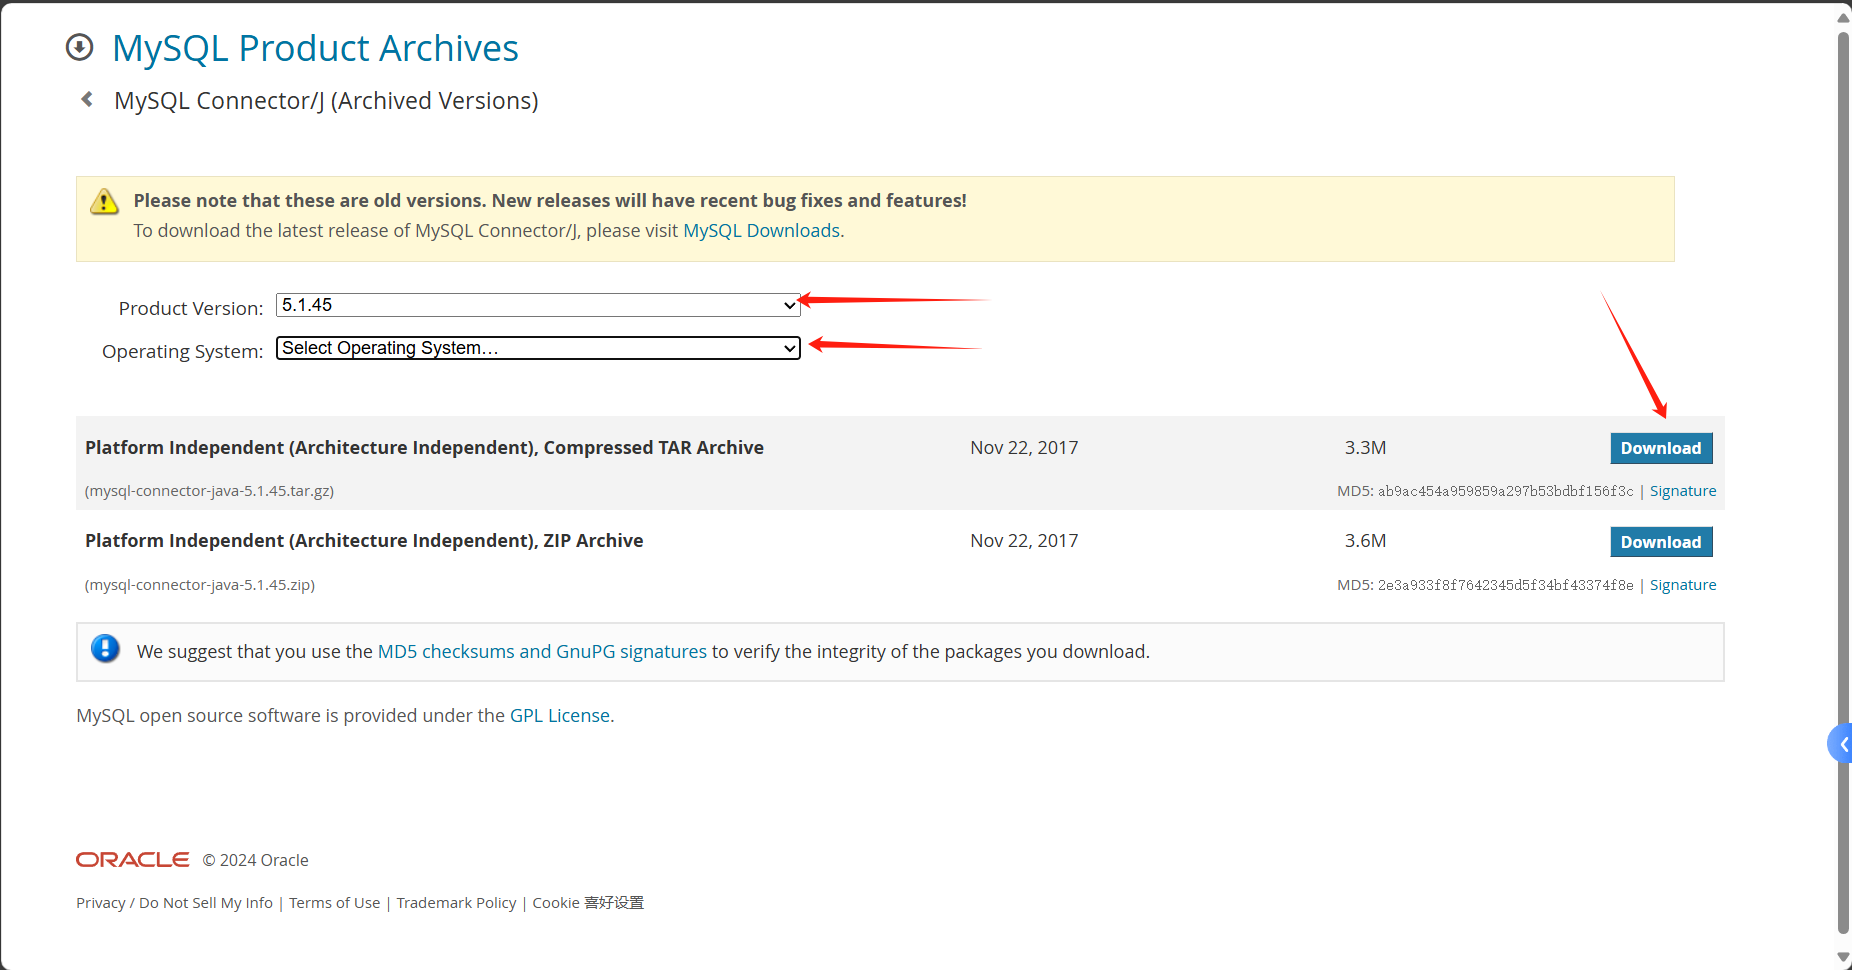 MySQL Product Archives
MySQL Connector/J (Archived Versions)
Please note that these are old versions. New releases will have recent bug fixes and features!
To download the latest release of MySQL Connector/J, please visit MySQL Downloads.
Product Version: 5.1.45
Operating System: Select Operating System…
Platform Independent (Architecture Independent), Compressed TAR Archive Nov 22, 2017 3.3M Download
(mysql-connector-java-5.1.45.tar.gz) MD5: ab9ac454a959859a297b53bdbf156f3c | Signature
Platform Independent (Architecture Independent), ZIP Archive Nov 22, 2017 3.6M Download
(mysql-connector-java-5.1.45.zip) MD5: 2e3a933f8f7642345d5f34bf43374f8e | Signature
We suggest that you use the MD5 checksums and GnuPG signatures to verify the integrity of the packages you download.
MySQL open source software is provided under the GPL License.
ORACLE © 2024 Oracle
Privacy / Do Not Sell My Info | Terms of Use | Trademark Policy | Cookie 喜好设置